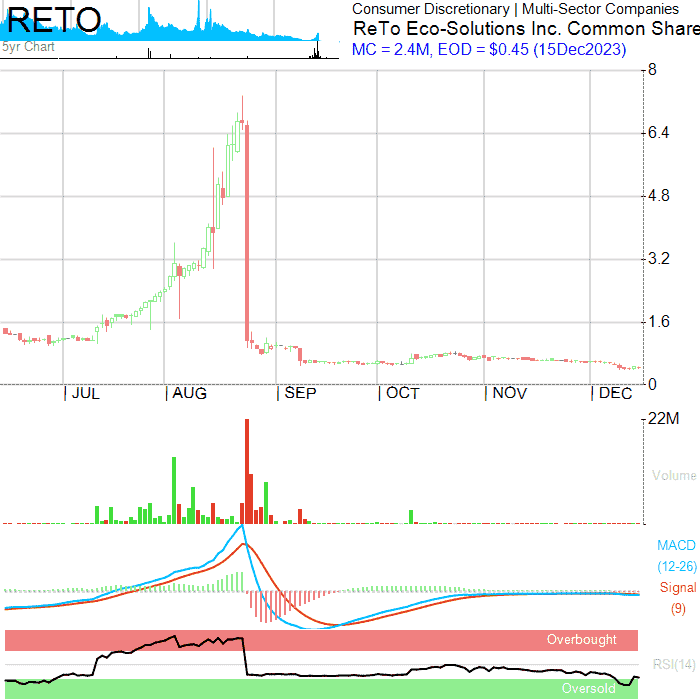 RETO
Consumer Discretionary | Multi-Sector Companies
ReTo Eco-Solutions Inc. Common Share
5yr Chart
MC = 2.4M, EOD = $0.45 (15Dec2023)
8
6.4
4.8
3.2
1.6
0
JUL AUG SEP OCT NOV DEC
22M
Volume
MACD
(12-26)
Signal
(9)
Overbought
RSI(14)
Oversold